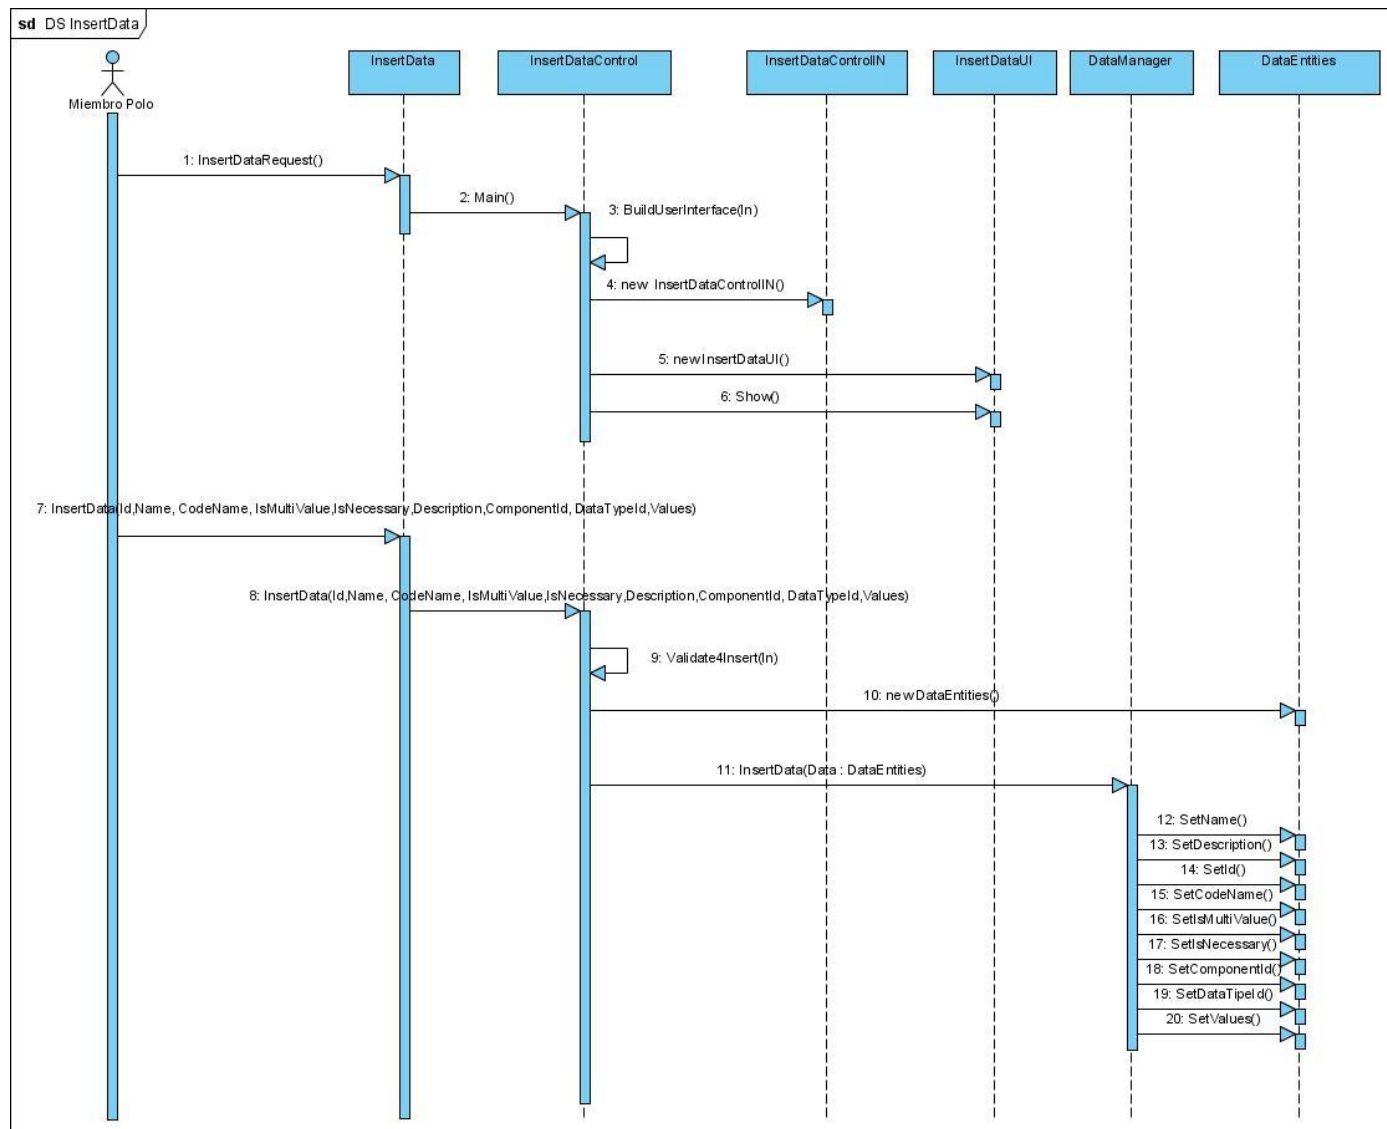 sd DS InsertData
Miembro Polo
InsertData
InsertDataControl
InsertDataControlIN
InsertDataUI
DataManager
DataEntities
1: InsertDataRequest()
2: Main()
3: BuildUserInterface(In)
4: new InsertDataControlIN()
5: newInsertDataUI()
6: Show()
7: InsertData(Id,Name, CodeName, IsMultiValue,IsNecessary,Description,ComponentId, DataTypeId,Values)
8: InsertData(Id,Name, CodeName, IsMultiValue,IsNecessary,Description,ComponentId, DataTypeId,Values)
9: Validate4Insert(In)
10: newDataEntities()
11: InsertData(Data : DataEntities)
12: SetName()
13: SetDescription()
14: SetId()
15: SetCodeName()
16: SetIsMultiValue()
17: SetIsNecessary()
18: SetComponentId()
19: SetDataTipeId()
20: SetValues()